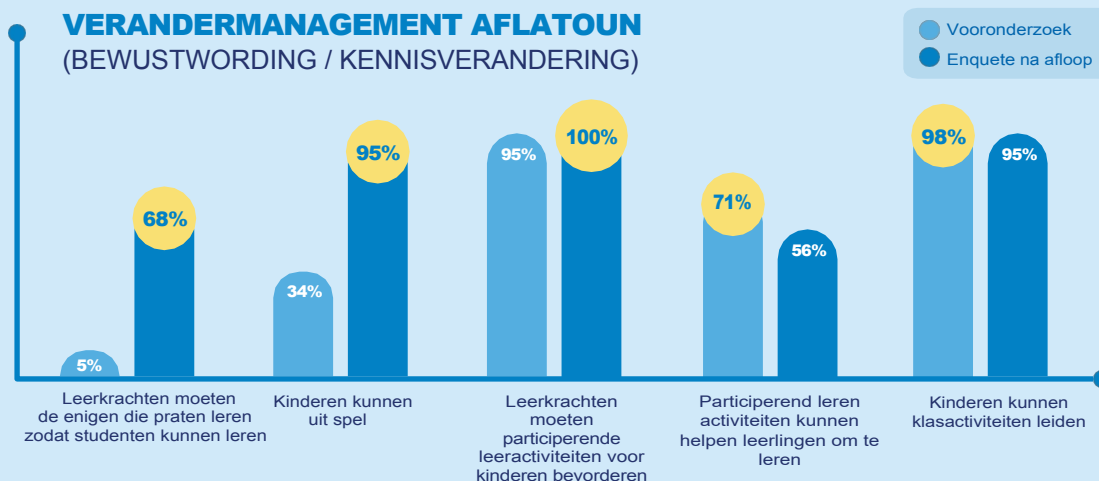 VERANDERMANAGEMENT AFLATOUN
(BEWUSTWORDING / KENNISVERANDERING)
Vooronderzoek
Enquete na afloop
5%
68%
34%
95%
95%
100%
71%
56%
98%
95%
Leerkrachten moeten
de enigen die praten leren
zodat studenten kunnen leren
Kinderen kunnen
uit spel
Leerkrachten
moeten
participerende
leeractiviteiten voor
kinderen bevorderen
Participerend leren
activiteiten kunnen
helpen leerlingen om te
leren
Kinderen kunnen
klasactiviteiten leiden